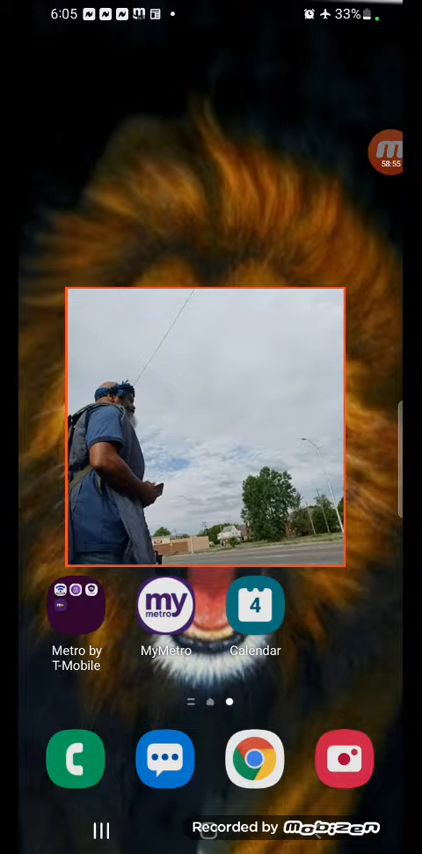 6:05
33%
58:55
my
metro
4
Metro by
T-Mobile
MyMetro
Calendar
Recorded by mobizen